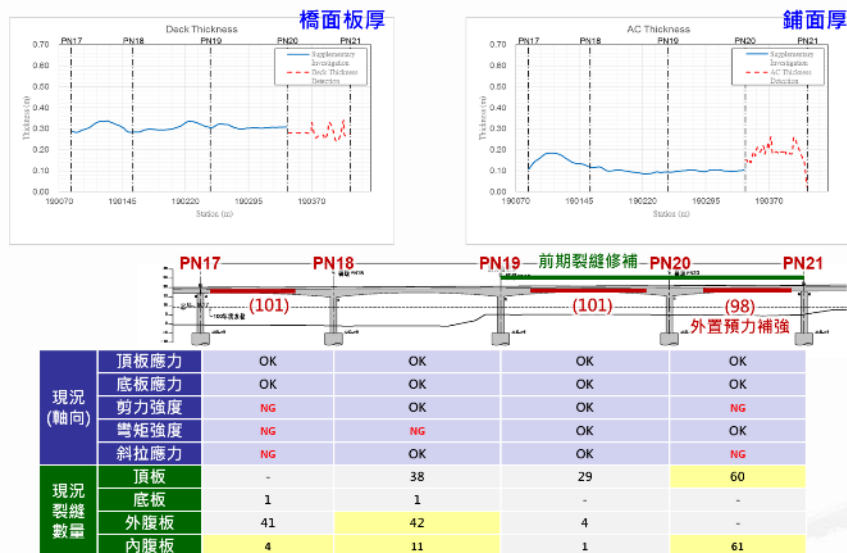 橋面板厚
Deck Thickness
PN17 PN18 PN19 PN20 PN21
Supplementary
Investigation
Deck Thickness
Detection
Thickness (m)
0.70
0.60
0.50
0.40
0.30
0.20
0.10
0.00
190070 190145 190220 190295 190370
Station (m)
鋪面厚
AC Thickness
PN17 PN18 PN19 PN20 PN21
Supplementary
Investigation
AC Thickness
Detection
Thickness (m)
0.70
0.60
0.50
0.40
0.30
0.20
0.10
0.00
190070 190145 190220 190295 190370
Station (m)
PN17 PN18 PN19 前期裂縫修補 PN20 PN21
(101) (101) (98)
外置預力補強
現況
(軸向)
頂板應力 OK OK OK OK
底板應力 OK OK OK OK
剪力強度 NG OK OK NG
彎矩強度 NG NG OK OK
斜拉應力 NG OK OK NG
現況
裂縫
數量
頂板 - 38 29 60
底板 1 1 - -
外腹板 41 42 4 -
內腹板 4 11 1 61